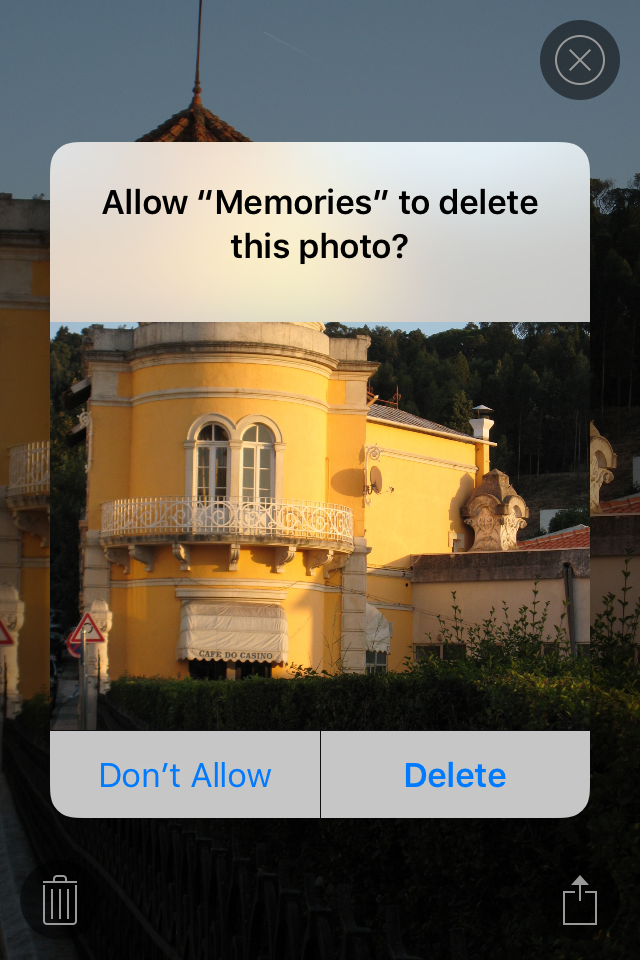 Allow “Memories” to delete
this photo?
CAFE DO CASINO
Don’t Allow
Delete